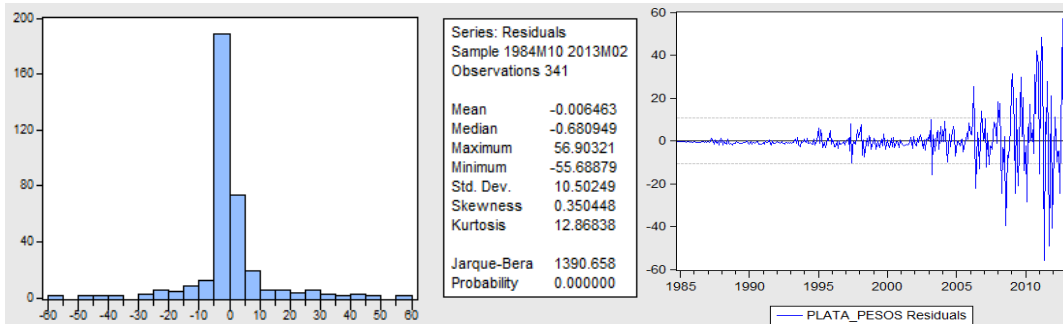 200
160
120
80
40
0
-60 -50 -40 -30 -20 -10 0 10 20 30 40 50 60
Series: Residuals
Sample 1984M10 2013M02
Observations 341
Mean -0.006463
Median -0.680949
Maximum 56.90321
Minimum -55.68879
Std. Dev. 10.50249
Skewness 0.350448
Kurtosis 12.86838
Jarque-Bera 1390.658
Probability 0.000000
60
40
20
0
-20
-40
-60
1985 1990 1995 2000 2005 2010
PLATA_PESOS Residuals